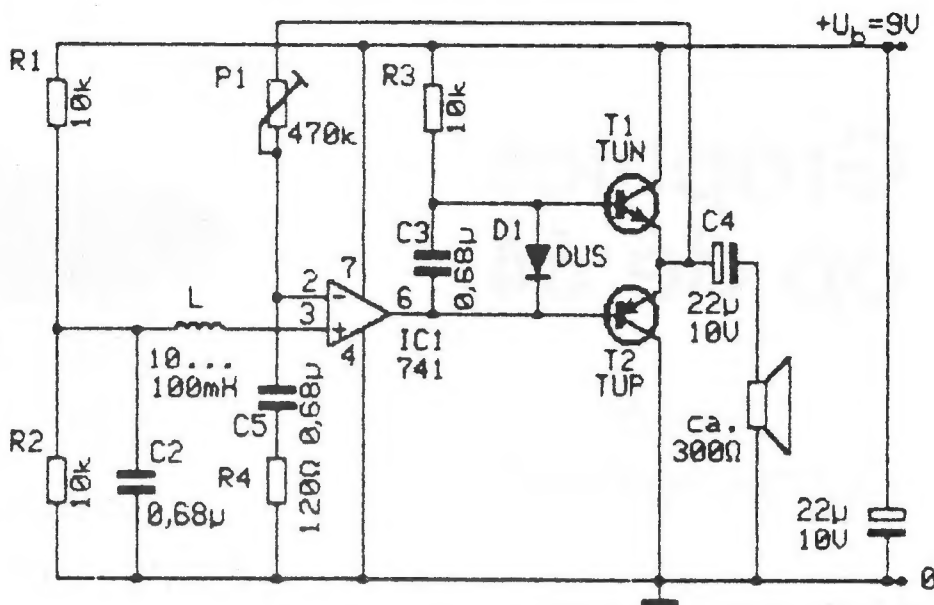 +Ub=9V
R1
10k
P1
470k
R3
10k
T1
TUN
C3
0,68µ
D1
DUS
C4
22µ
10V
L
10...
100mH
2
3
7
4
6
IC1
741
T2
TUP
R2
10k
C2
0,68µ
C5
0,68µ
R4
120Ω
ca.
300Ω
22µ
10V
0